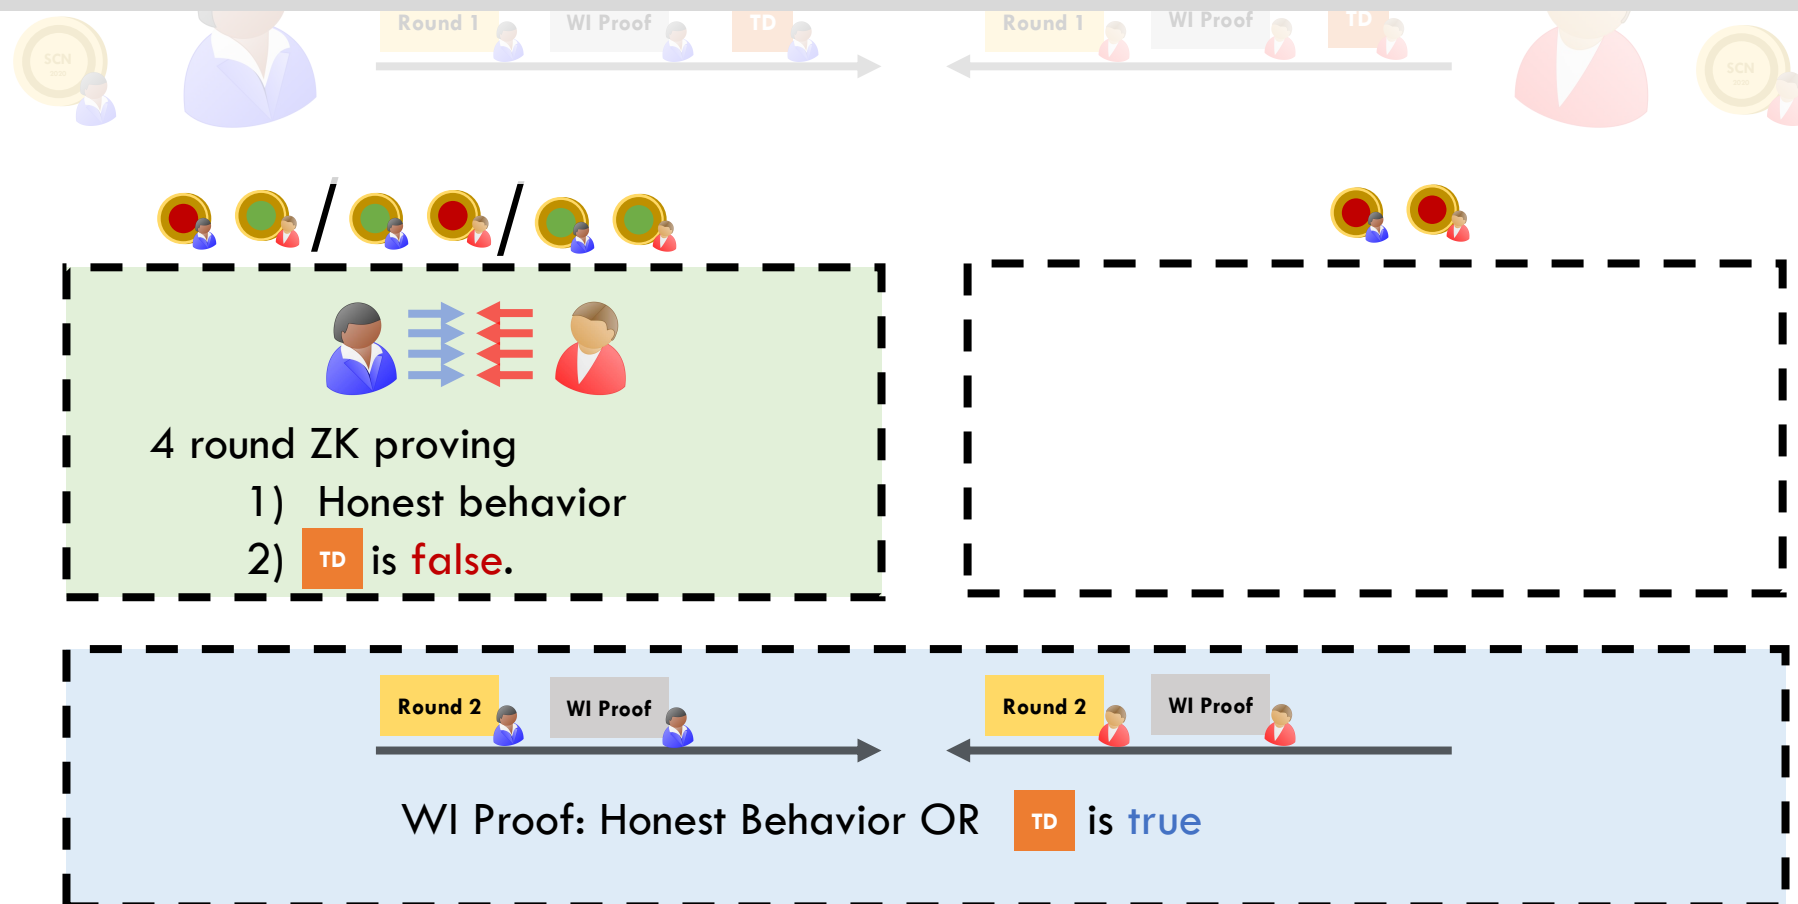 Round 1 WI Proof TD Round 1 WI Proof TD
SCN SCN
4 round ZK proving
1) Honest behavior
2) TD is false.
Round 2 WI Proof Round 2 WI Proof
WI Proof: Honest Behavior OR TD is true